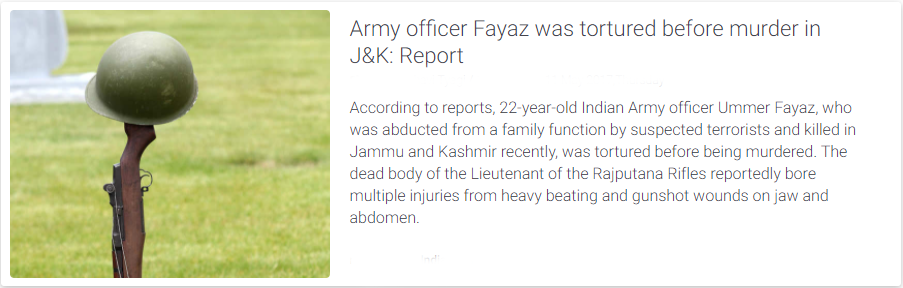 Army officer Fayaz was tortured before murder in
J&K: Report
According to reports, 22-year-old Indian Army officer Ummer Fayaz, who
was abducted from a family function by suspected terrorists and killed in
Jammu and Kashmir recently, was tortured before being murdered. The
dead body of the Lieutenant of the Rajputana Rifles reportedly bore
multiple injuries from heavy beating and gunshot wounds on jaw and
abdomen.